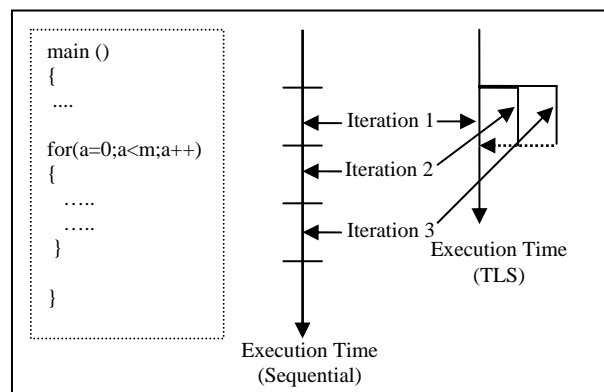 main ()
{
....
for(a=0;a<m;a++)
{
.....
.....
}
}
Iteration 1
Iteration 2
Iteration 3
Execution Time
(Sequential)
Execution Time
(TLS)